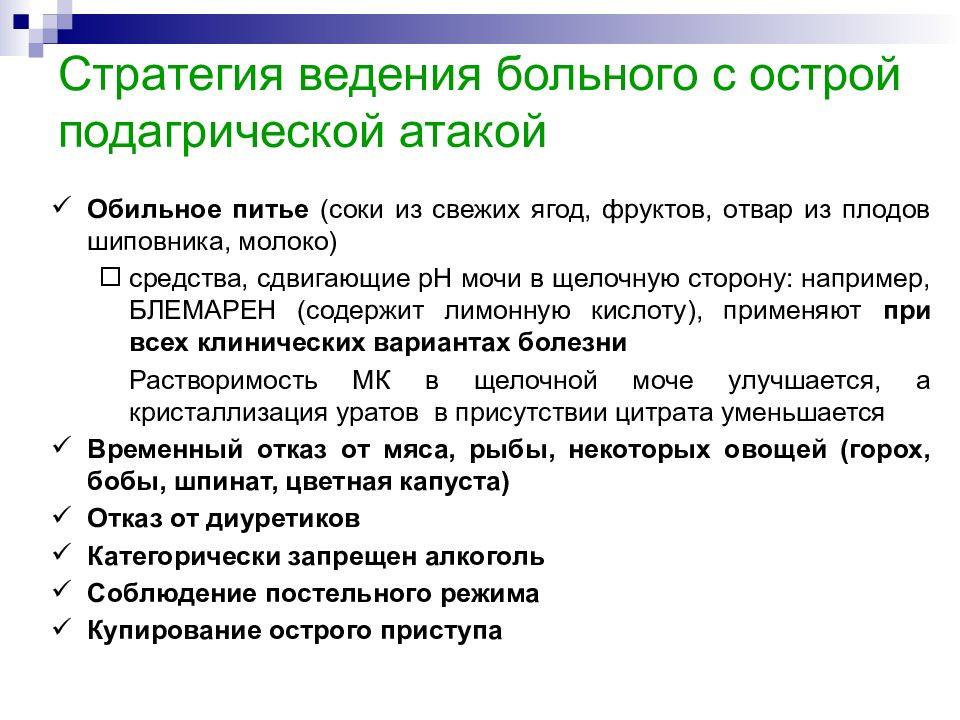 Стратегия ведения больного с острой
подагрической атакой
Обильное питье (соки из свежих ягод, фруктов, отвар из плодов
шиповника, молоко)
средства, сдвигающие рН мочи в щелочную сторону: например,
БЛЕМАРЕН (содержит лимонную кислоту), применяют при
всех клинических вариантах болезни
Растворимость МК в щелочной моче улучшается, а
кристаллизация уратов в присутствии цитрата уменьшается
Временный отказ от мяса, рыбы, некоторых овощей (горох,
бобы, шпинат, цветная капуста)
Отказ от диуретиков
Категорически запрещен алкоголь
Соблюдение постельного режима
Купирование острого приступа